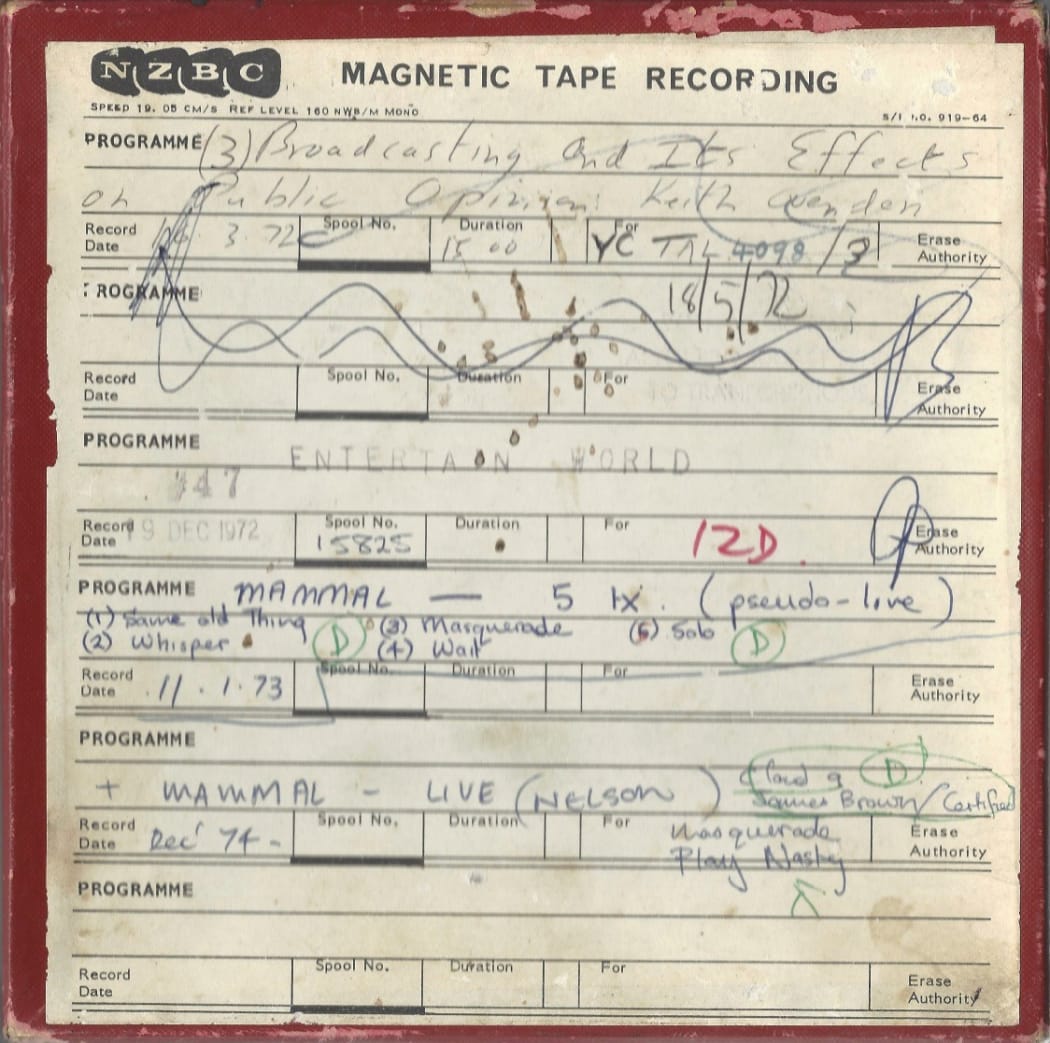 NZBC MAGNETIC TAPE RECORDING
SPEED 19.05 CM/S REF LEVEL 160 NWB/M MONO S/I NO. 919-64
PROGRAMME (3) Broadcasting and Its Effects
on Public Opinion: Keith
Record Date 3 72 Spool No. Duration 15 00 For YC TAL 4098/3 Erase Authority
PROGRAMME 18/5/72
Record Date Spool No. Duration For Erase Authority
PROGRAMME
ENTERTAIN WORLD
Record Date 19 DEC 1972 Spool No. 15825 Duration For 12D. Erase Authority
PROGRAMME MAMMAL — 5 tx. (pseudo-live)
(1) Same old Thing (D) (3) Masquerade (5) Solo (D)
(2) Whisper (4) Wait
Record Date 11.1.73 Spool No. Duration For Erase Authority
PROGRAMME
+ MAMMAL - LIVE (NELSON) D
James Brown/Certified
Record Date Dec' 74- Spool No. Duration For Masquerade Erase Authority
Play Nasty
PROGRAMME
Record Date Spool No. Duration For Erase Authority